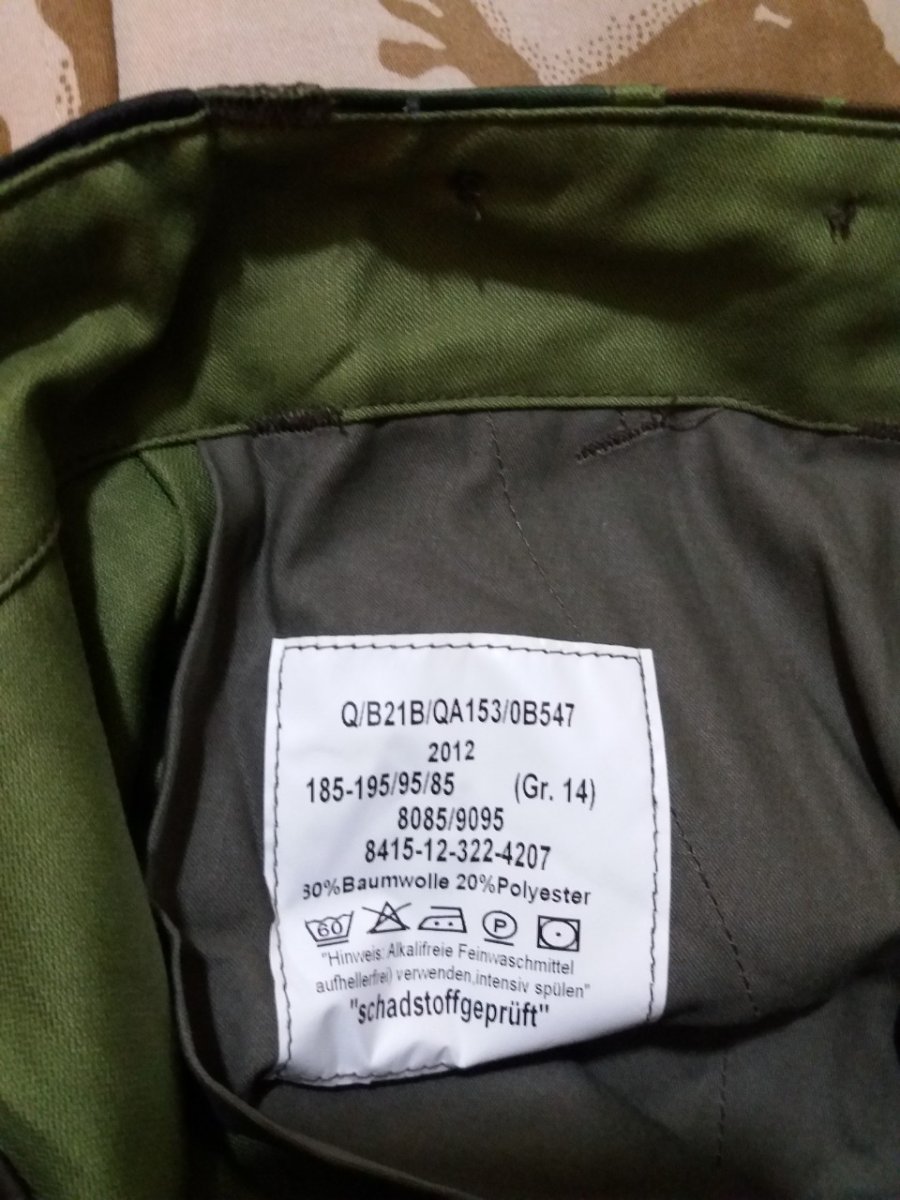 Q/B21B/QA153/0B547
2012
185-195/95/85 (Gr. 14)
8085/9095
8415-12-322-4207
80%Baumwolle 20%Polyester
60 P
"Hinweis: Alkalifreie Feinwaschmittel
aufhellerfrei) verwenden,intensiv spülen"
"schadstoffgeprüft"